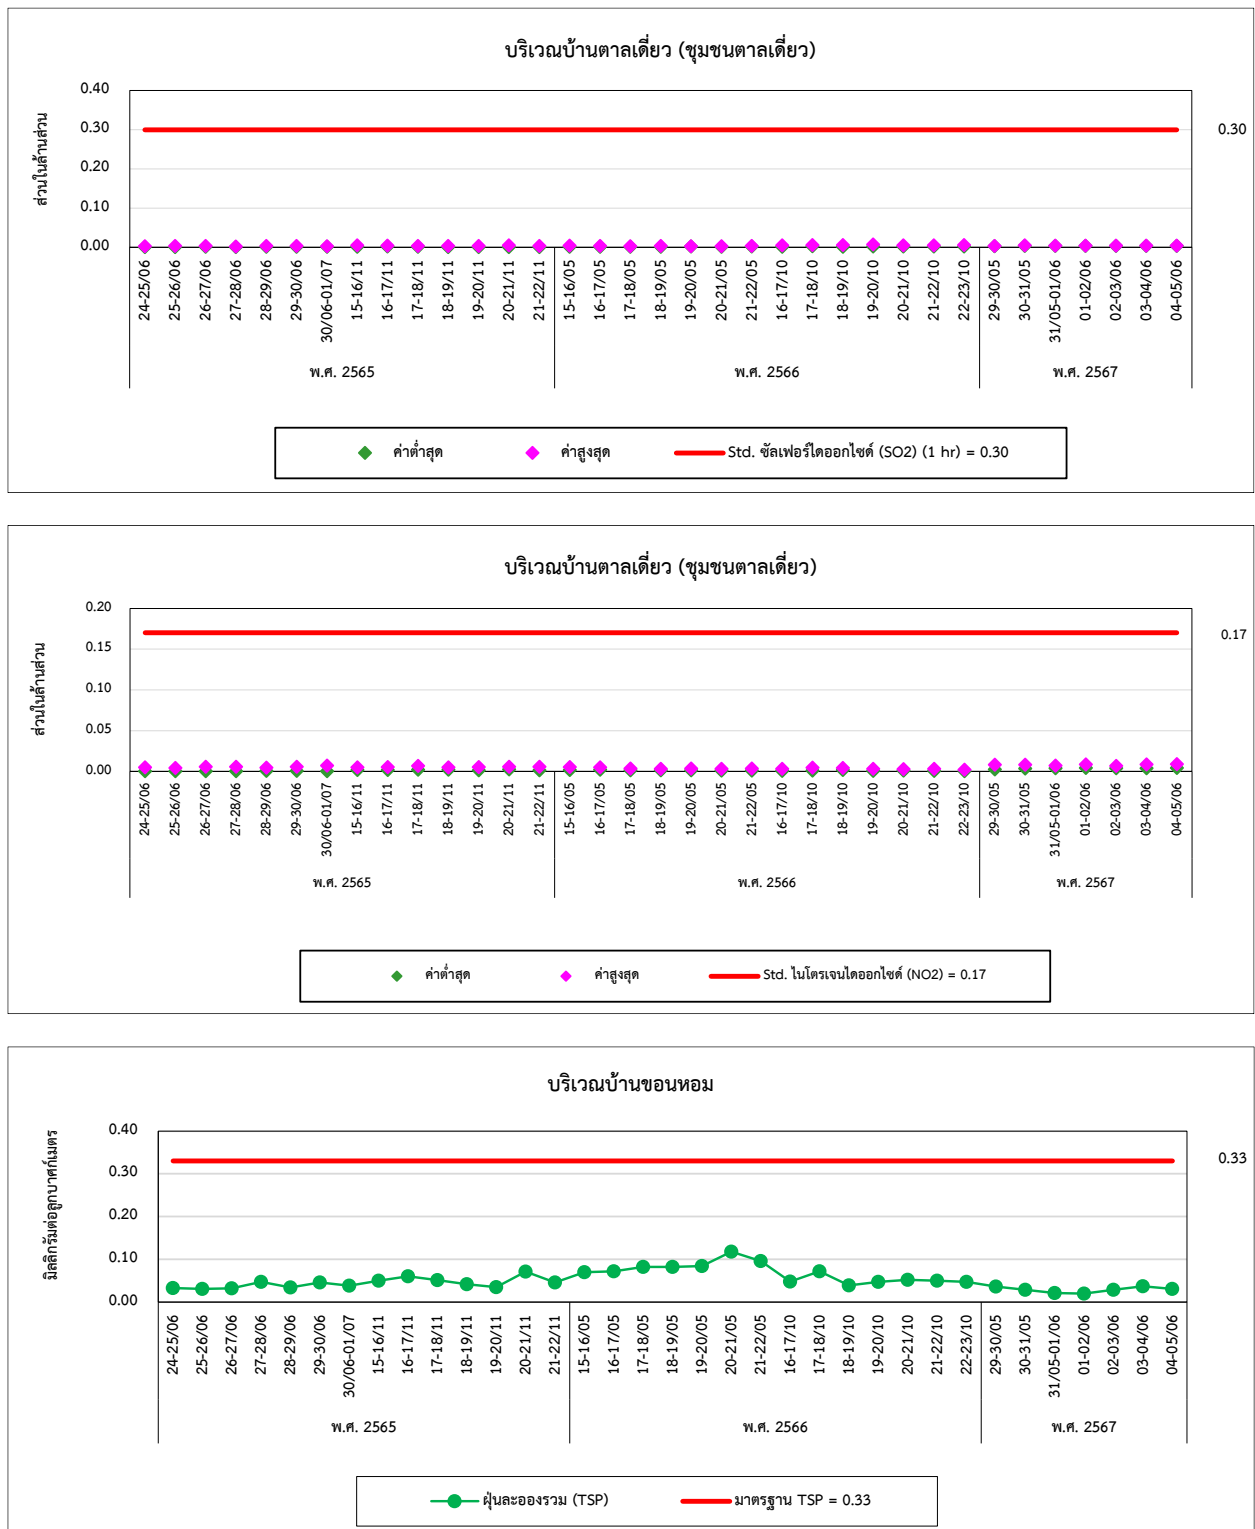 บริเวณบ้านตาลเดี่ยว (ชุมชนตาลเดี่ยว)
ส่วนในล้านส่วน
0.40
0.30
0.20
0.10
0.00
0.30
24-25/06 25-26/06 26-27/06 27-28/06 28-29/06 29-30/06 30/06-01/07 15-16/11 16-17/11 17-18/11 18-19/11 19-20/11 20-21/11 21-22/11 15-16/05 16-17/05 17-18/05 18-19/05 19-20/05 20-21/05 21-22/05 16-17/10 17-18/10 18-19/10 19-20/10 20-21/10 21-22/10 22-23/10 29-30/05 30-31/05 31/05-01/06 01-02/06 02-03/06 03-04/06 04-05/06
พ.ศ. 2565 พ.ศ. 2566 พ.ศ. 2567
ค่าต่ำสุด ค่าสูงสุด Std. ซัลเฟอร์ไดออกไซด์ (SO2) (1 hr) = 0.30
บริเวณบ้านตาลเดี่ยว (ชุมชนตาลเดี่ยว)
ส่วนในล้านส่วน
0.20
0.15
0.10
0.05
0.00
0.17
24-25/06 25-26/06 26-27/06 27-28/06 28-29/06 29-30/06 30/06-01/07 15-16/11 16-17/11 17-18/11 18-19/11 19-20/11 20-21/11 21-22/11 15-16/05 16-17/05 17-18/05 18-19/05 19-20/05 20-21/05 21-22/05 16-17/10 17-18/10 18-19/10 19-20/10 20-21/10 21-22/10 22-23/10 29-30/05 30-31/05 31/05-01/06 01-02/06 02-03/06 03-04/06 04-05/06
พ.ศ. 2565 พ.ศ. 2566 พ.ศ. 2567
ค่าต่ำสุด ค่าสูงสุด Std. ไนโตรเจนไดออกไซด์ (NO2) = 0.17
บริเวณบ้านขอนหอม
มิลลิกรัมต่อลูกบาศก์เมตร
0.40
0.30
0.20
0.10
0.00
0.33
24-25/06 25-26/06 26-27/06 27-28/06 28-29/06 29-30/06 30/06-01/07 15-16/11 16-17/11 17-18/11 18-19/11 19-20/11 20-21/11 21-22/11 15-16/05 16-17/05 17-18/05 18-19/05 19-20/05 20-21/05 21-22/05 16-17/10 17-18/10 18-19/10 19-20/10 20-21/10 21-22/10 22-23/10 29-30/05 30-31/05 31/05-01/06 01-02/06 02-03/06 03-04/06 04-05/06
พ.ศ. 2565 พ.ศ. 2566 พ.ศ. 2567
ฝุ่นละอองรวม (TSP) มาตรฐาน TSP = 0.33